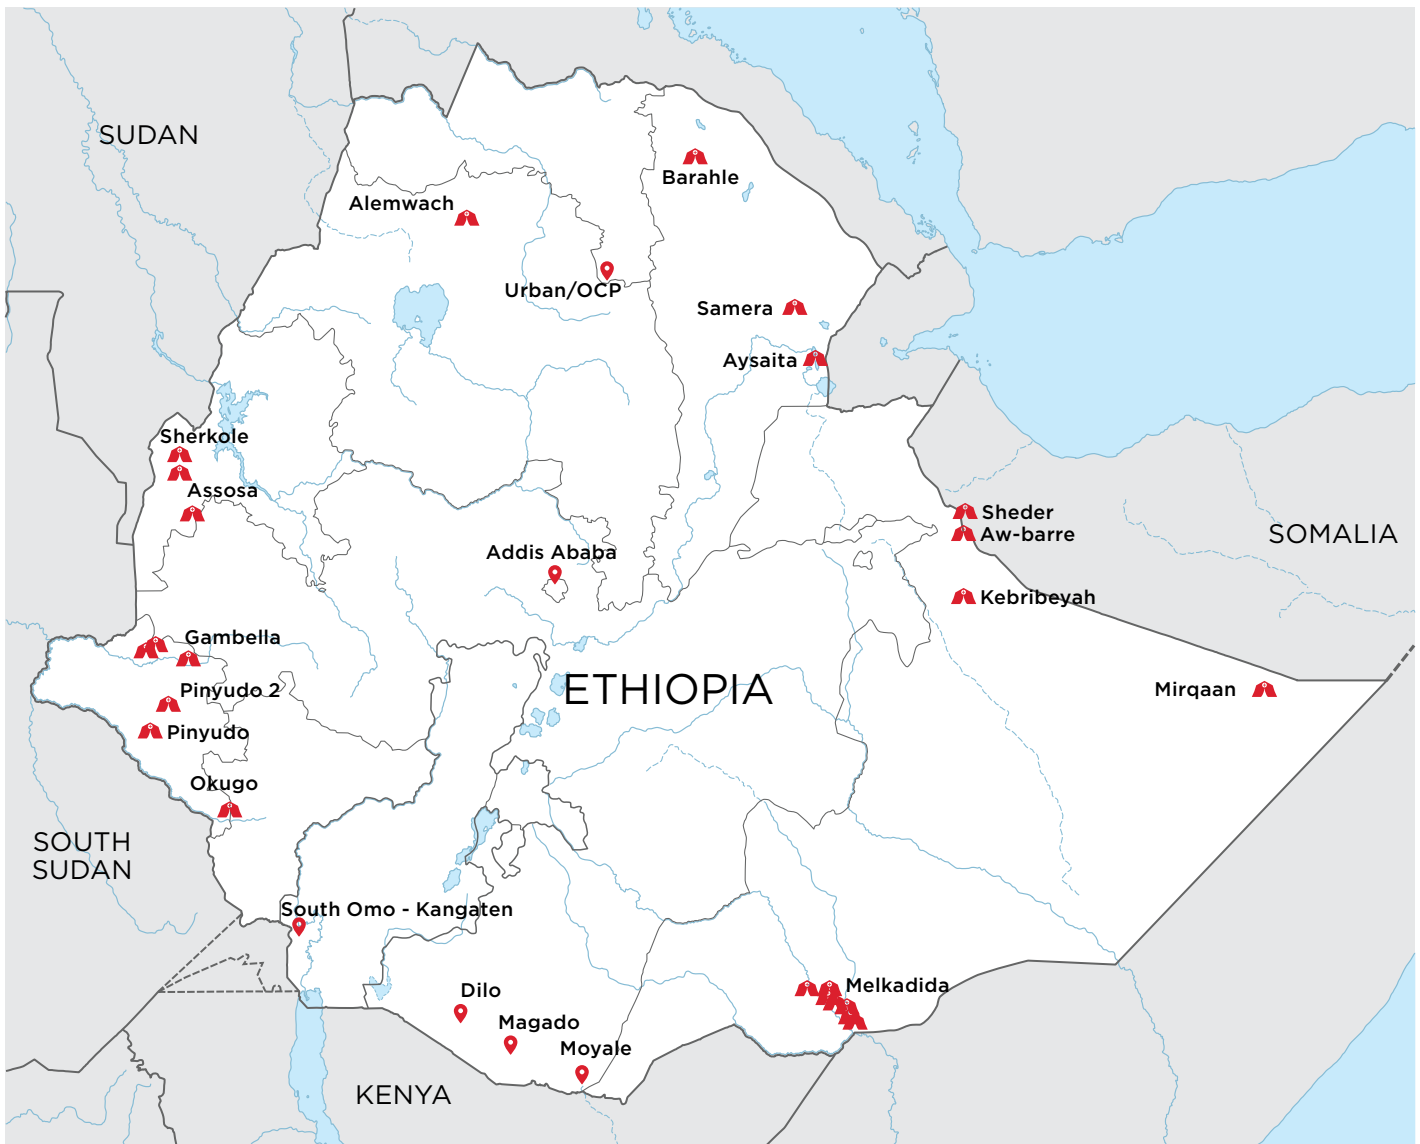 SUDAN
Barahle
Alemwach
Urban/OCP
Samera
Aysaita
Sherkole
Assosa
Sheder
Aw-barre
SOMALIA
Addis Ababa
Kebribeyah
Gambella
ETHIOPIA
Mirqaan
Pinyudo 2
Pinyudo
Okugo
SOUTH
SUDAN
South Omo - Kangaten
Melkadida
Dilo
Magado
Moyale
KENYA